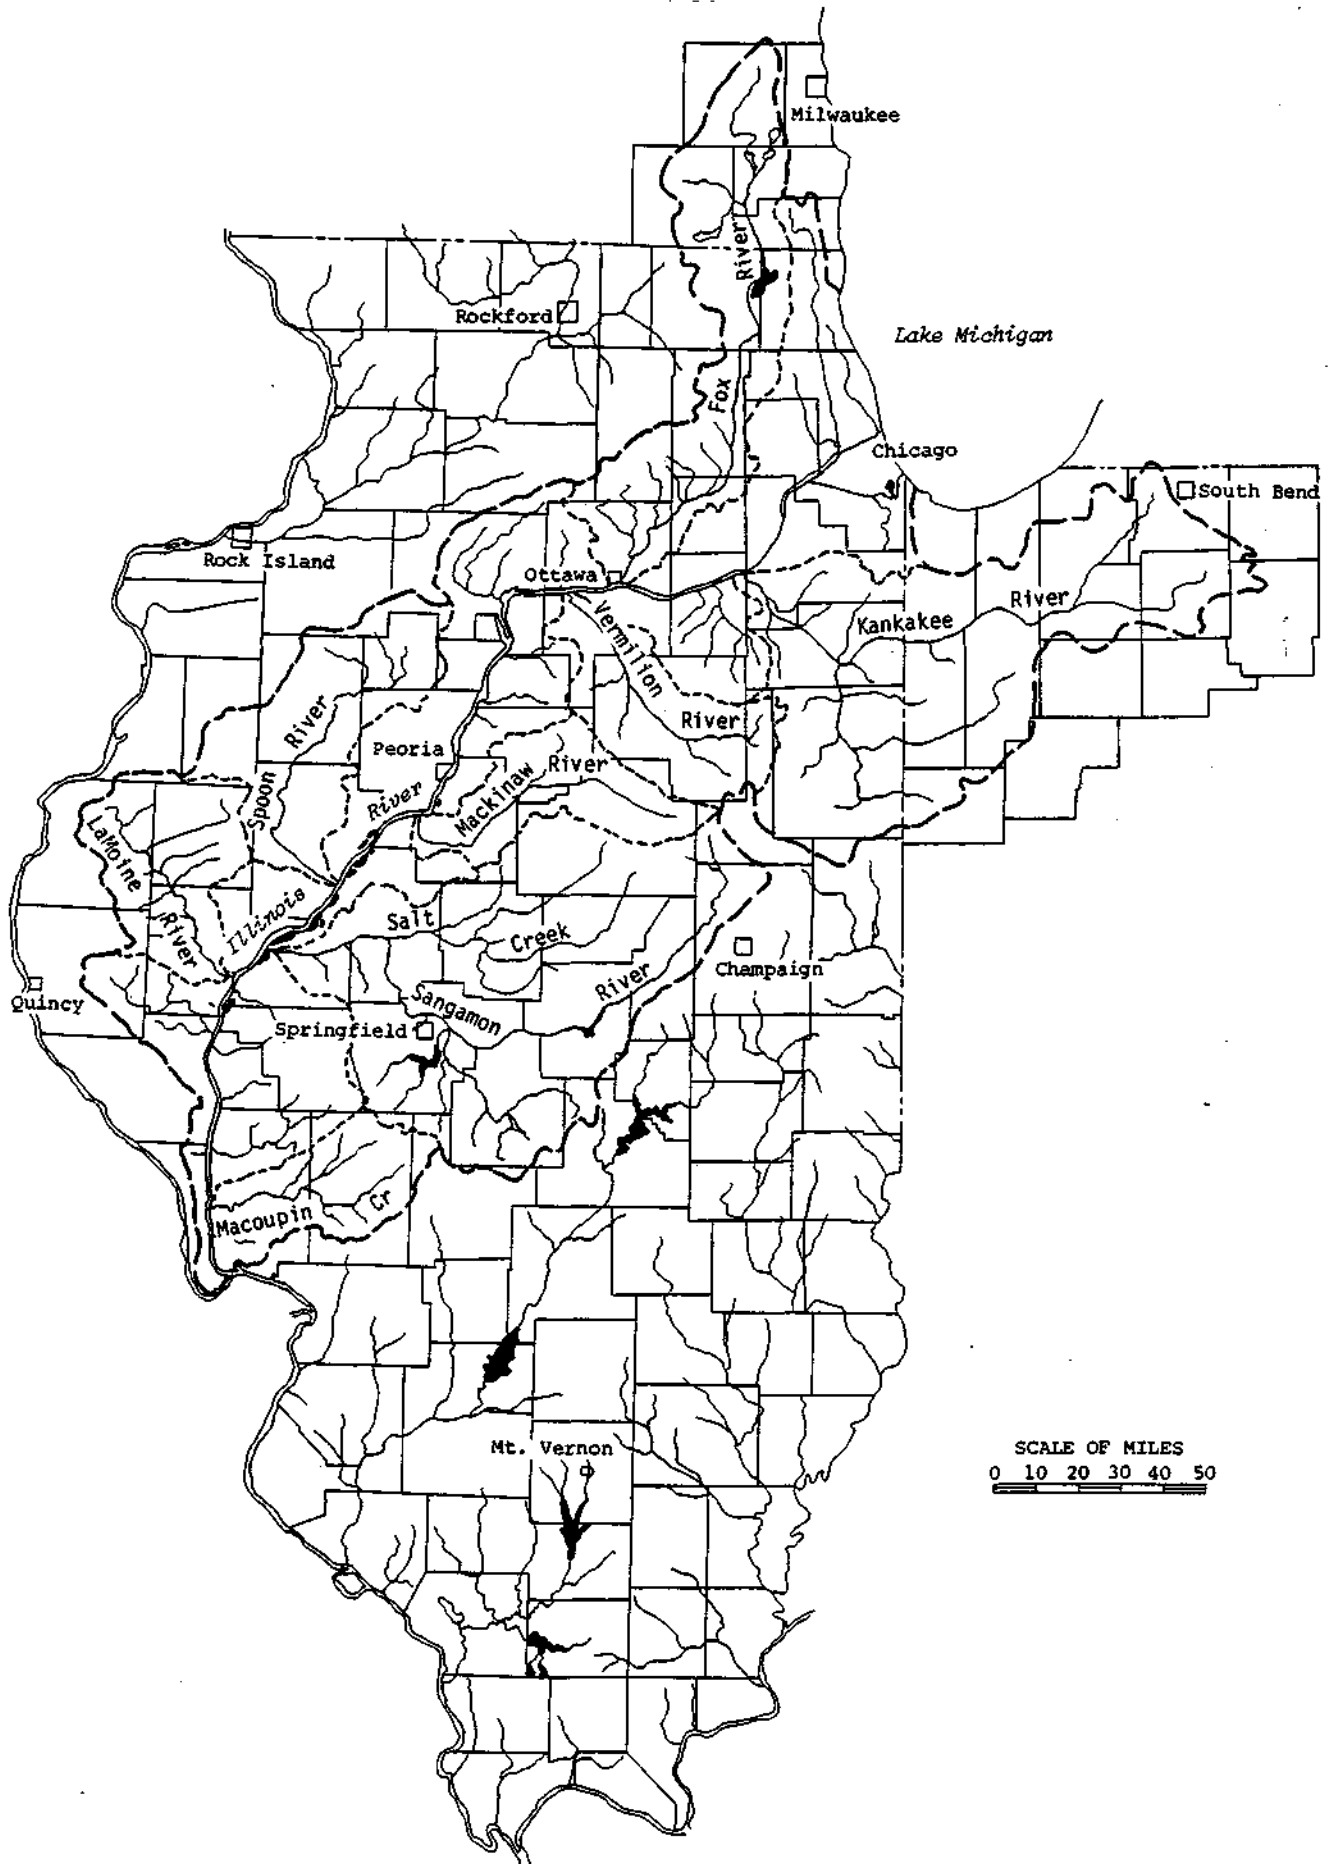 Milwaukee
River
Rockford
Lake Michigan
Fox
Chicago
South Bend
Rock Island
Ottawa
Vermilion
River
Kankakee
River
River
Spoon
Peoria
River
Mackinaw
River
LaMoine
River
Illinois
Salt
Creek
Champaign
River
Sangamon
Quincy
Springfield
Macoupin
Cr
Mt. Vernon
SCALE OF MILES
0 10 20 30 40 50